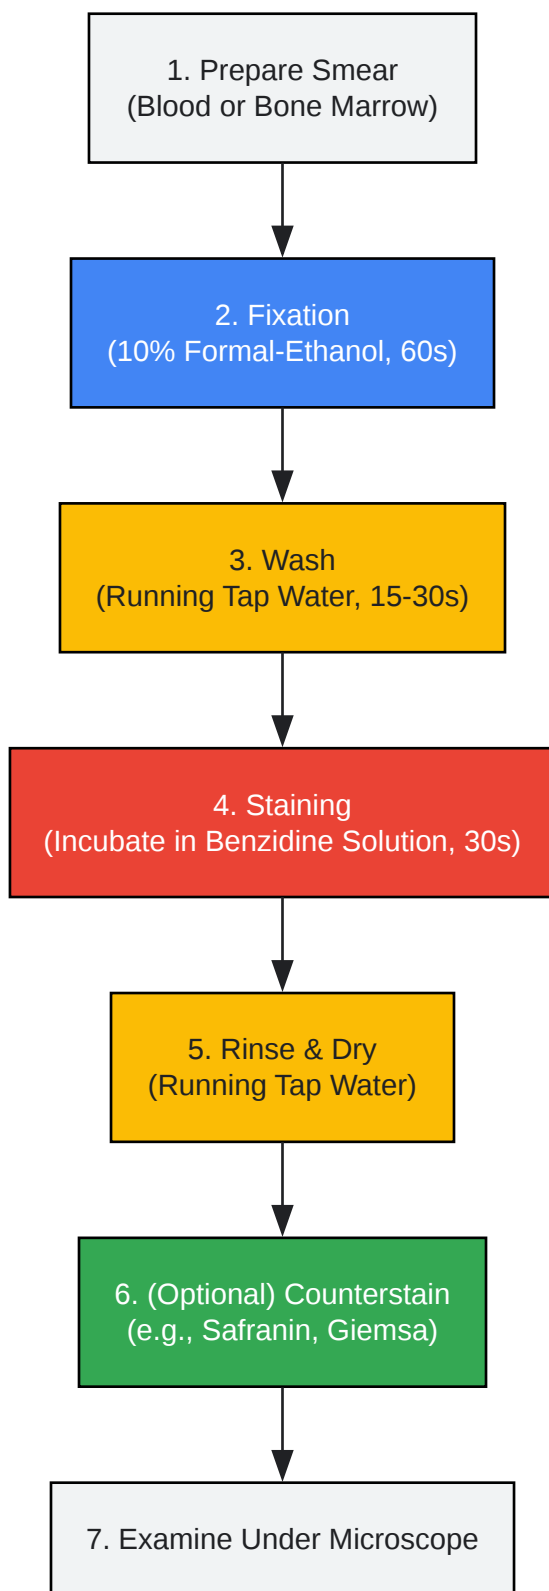 1. Prepare Smear
(Blood or Bone Marrow)
2. Fixation
(10% Formal-Ethanol, 60s)
3. Wash
(Running Tap Water, 15-30s)
4. Staining
(Incubate in Benzidine Solution, 30s)
5. Rinse & Dry
(Running Tap Water)
6. (Optional) Counterstain
(e.g., Safranin, Giemsa)
7. Examine Under Microscope